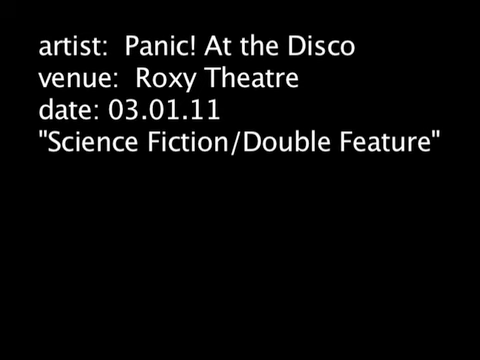 artist:  Panic! At the Disco
venue:  Roxy Theatre
date: 03.01.11
"Science Fiction/Double Feature"